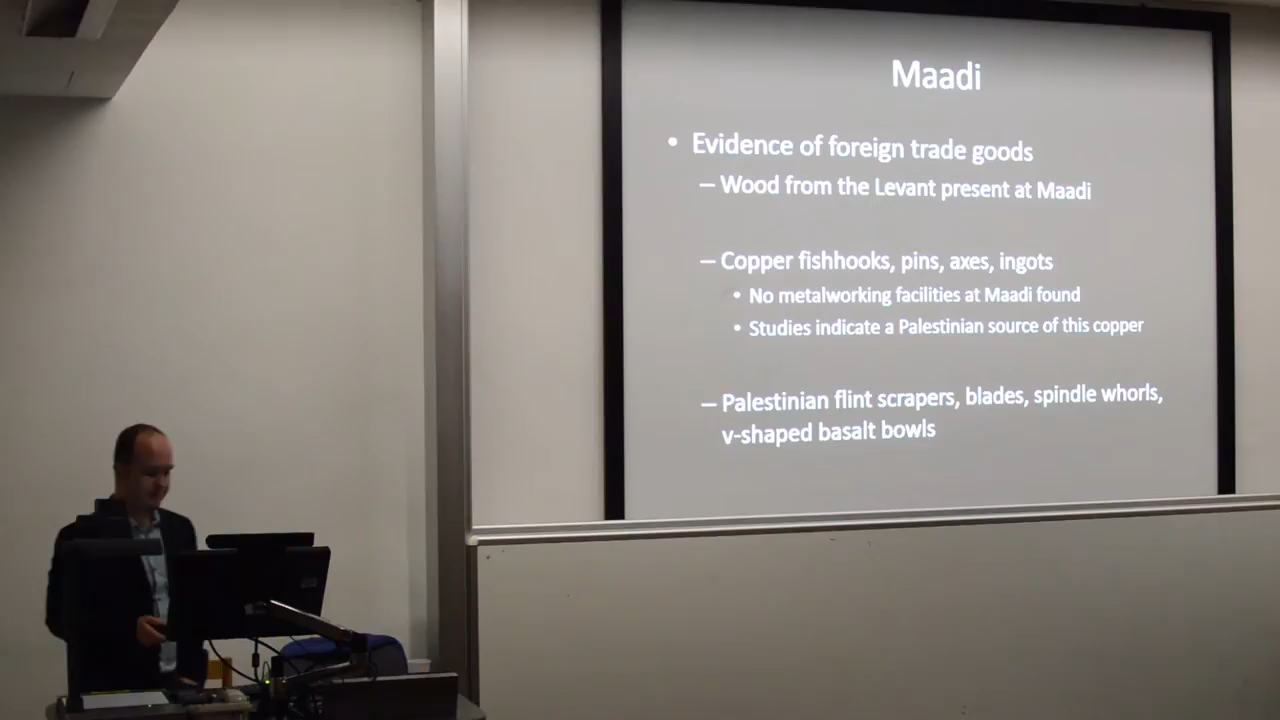 Maadi
• Evidence of foreign trade goods
– Wood from the Levant present at Maadi
– Copper fishhooks, pins, axes, ingots
• No metalworking facilities at Maadi found
• Studies indicate a Palestinian source of this copper
– Palestinian flint scrapers, blades, spindle whorls,
v-shaped basalt bowls